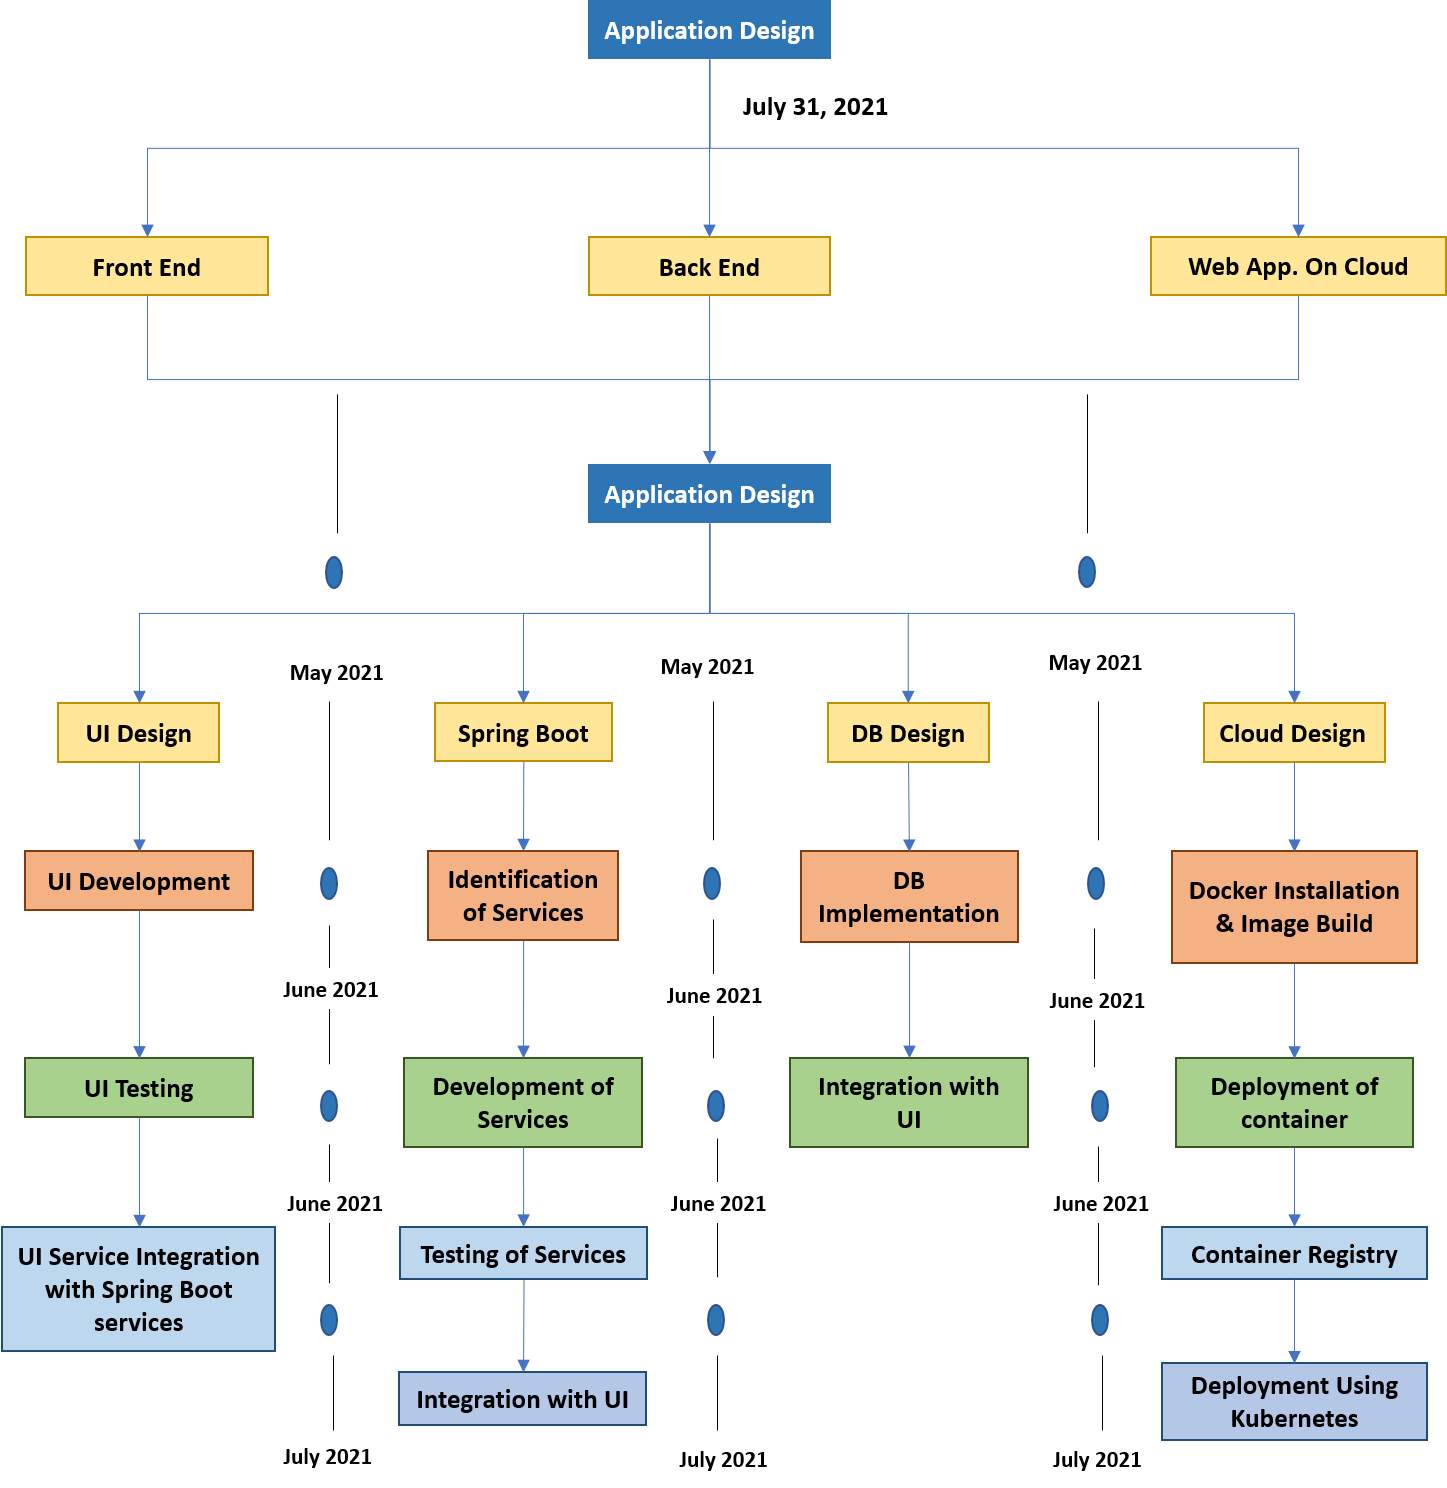 Application Design
July 31, 2021
Front End
Back End
Web App. On Cloud
Application Design
May 2021
May 2021
May 2021
UI Design
Spring Boot
DB Design
Cloud Design
UI Development
Identification
of Services
DB
Implementation
Docker Installation
& Image Build
June 2021
June 2021
June 2021
UI Testing
Development of
Services
Integration with
UI
Deployment of
container
June 2021
June 2021
June 2021
UI Service Integration
with Spring Boot
services
Testing of Services
Container Registry
Integration with UI
Deployment Using
Kubernetes
July 2021
July 2021
July 2021